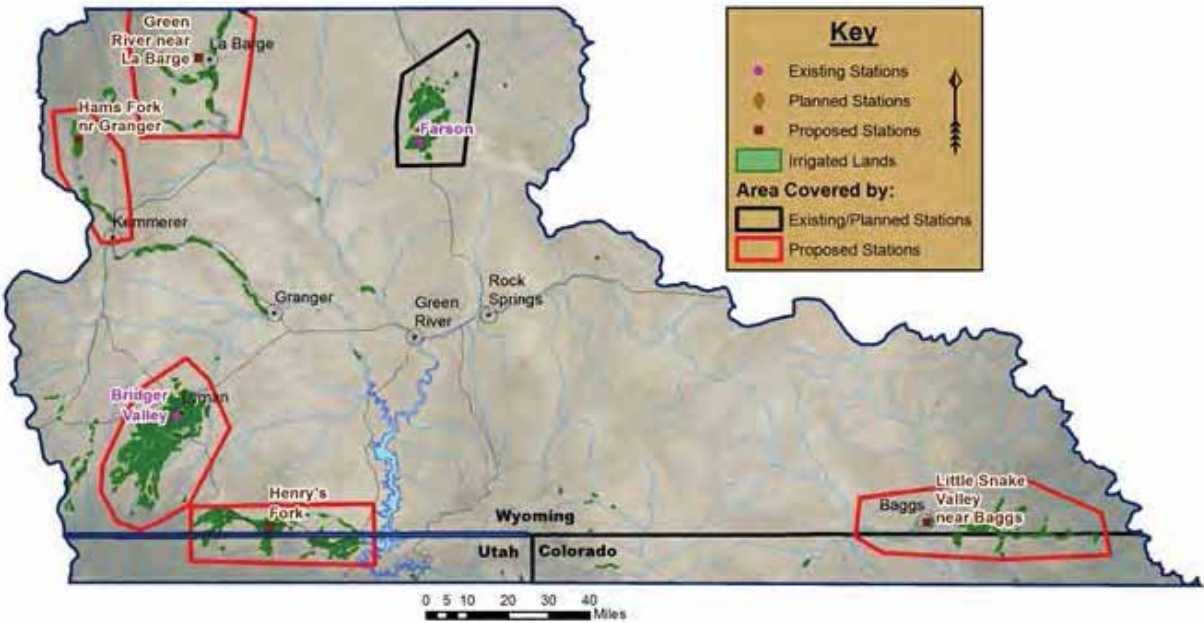 Green
River near
La Barge
La Barge
Hams Fork
nr Granger
Farson
Kemmerer
Granger
Green
River
Rock
Springs
Bridger
Valley
Lyman
Henry's
Fork
Baggs
Little Snake
Valley
near Baggs
Wyoming
Utah
Colorado
Key
Existing Stations
Planned Stations
Proposed Stations
Irrigated Lands
Area Covered by:
Existing/Planned Stations
Proposed Stations
0 5 10 20 30 40
Miles